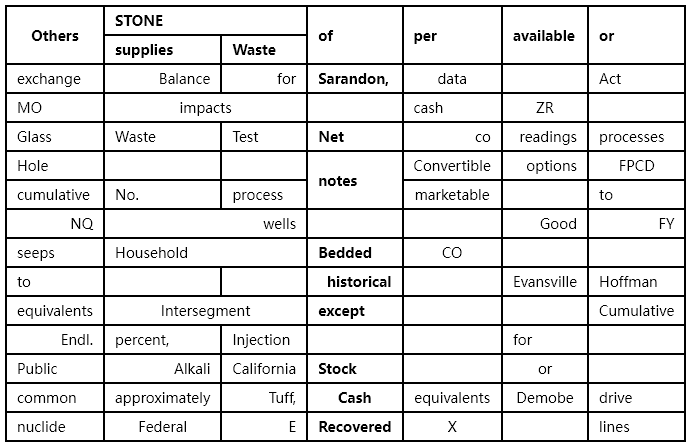 Others STONE of per available or
supplies Waste
exchange Balance for Sarandon, data Act
MO impacts cash ZR
Glass Waste Test Net co readings processes
Hole notes Convertible options FPCD
cumulative No. process marketable to
NQ wells Good FY
seeps Household Bedded CO
to historical Evansville Hoffman
equivalents Intersegment except Cumulative
Endl. percent, Injection for
Public Alkali California Stock or
common approximately Tuff, Cash equivalents Demobe drive
nuclide Federal E Recovered X lines